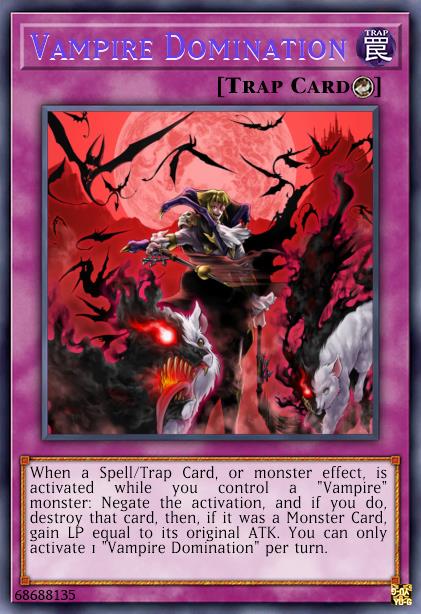 VAMPIRE DOMINATION
TRAP
罠
[TRAP CARD]
When a Spell/Trap Card, or monster effect, is
activated while you control a "Vampire"
monster: Negate the activation, and if you do,
destroy that card, then, if it was a Monster Card,
gain LP equal to its original ATK. You can only
activate 1 "Vampire Domination" per turn.
68688135